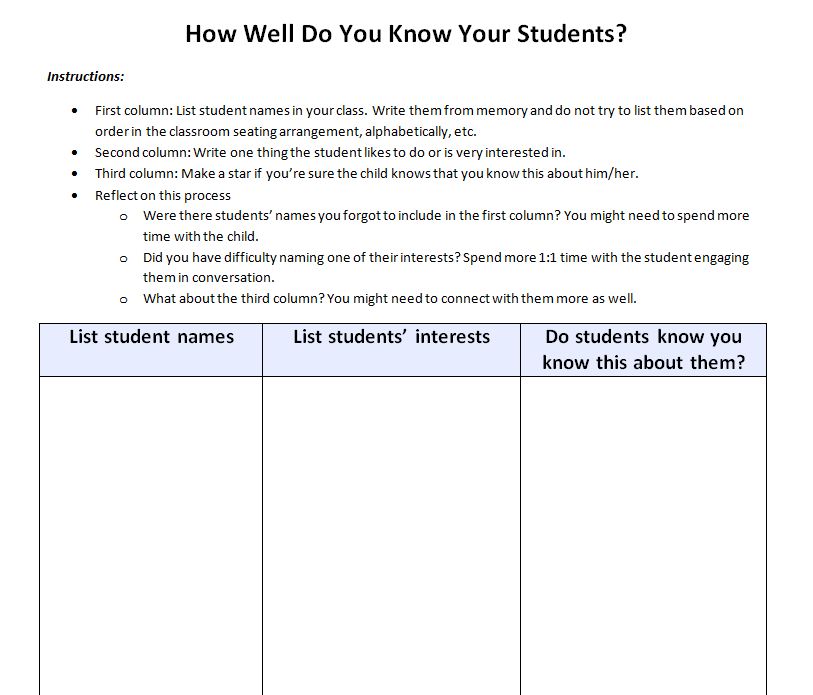 How Well Do You Know Your Students?
Instructions:
• First column: List student names in your class. Write them from memory and do not try to list them based on
order in the classroom seating arrangement, alphabetically, etc.
• Second column: Write one thing the student likes to do or is very interested in.
• Third column: Make a star if you're sure the child knows that you know this about him/her.
• Reflect on this process
o Were there students' names you forgot to include in the first column? You might need to spend more
time with the child.
o Did you have difficulty naming one of their interests? Spend more 1:1 time with the student engaging
them in conversation.
o What about the third column? You might need to connect with them more as well.
List student names
List students' interests
Do students know you
know this about them?